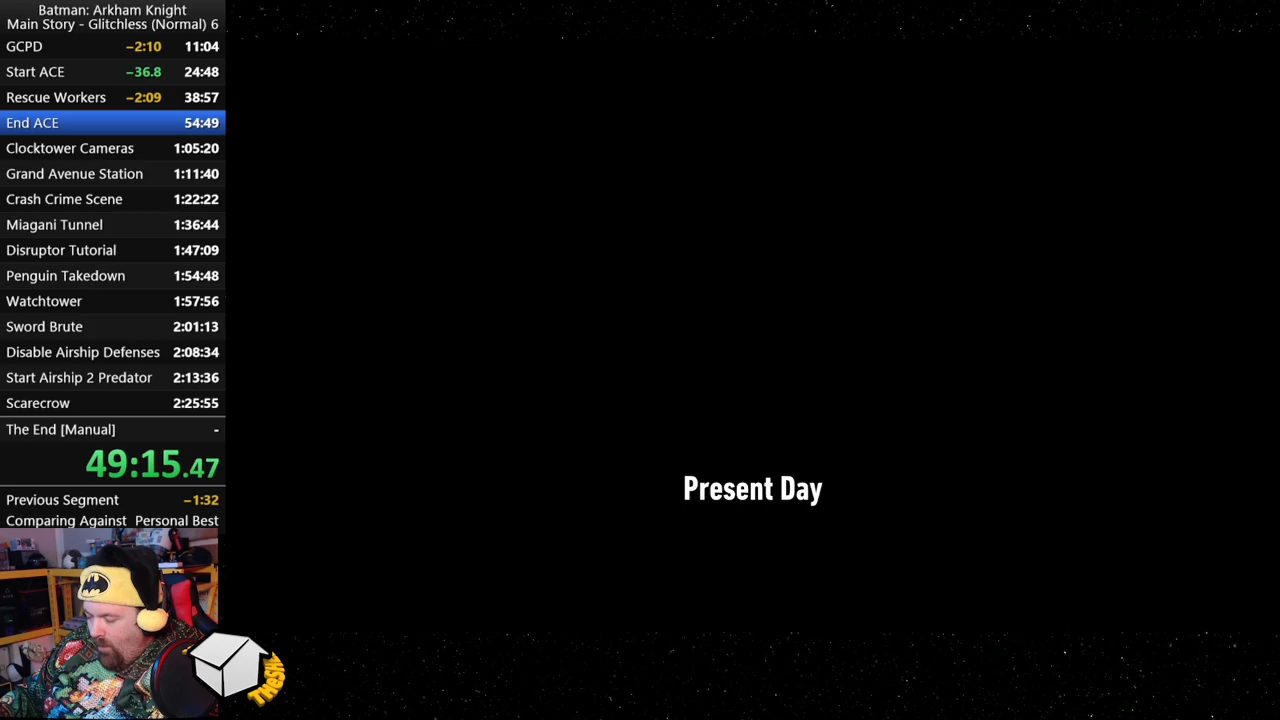 Batman: Arkham Knight
Main Story - Glitchless (Normal) 6
GCPD −2:10 11:04
Start ACE −36.8 24:48
Rescue Workers −2:09 38:57
End ACE 54:49
Clocktower Cameras 1:05:20
Grand Avenue Station 1:11:40
Crash Crime Scene 1:22:22
Miagani Tunnel 1:36:44
Disruptor Tutorial 1:47:09
Penguin Takedown 1:54:48
Watchtower 1:57:56
Sword Brute 2:01:13
Disable Airship Defenses 2:08:34
Start Airship 2 Predator 2:13:36
Scarecrow 2:25:55
The End [Manual] -
49:15.47
Previous Segment −1:32
Comparing Against Personal Best
Present Day